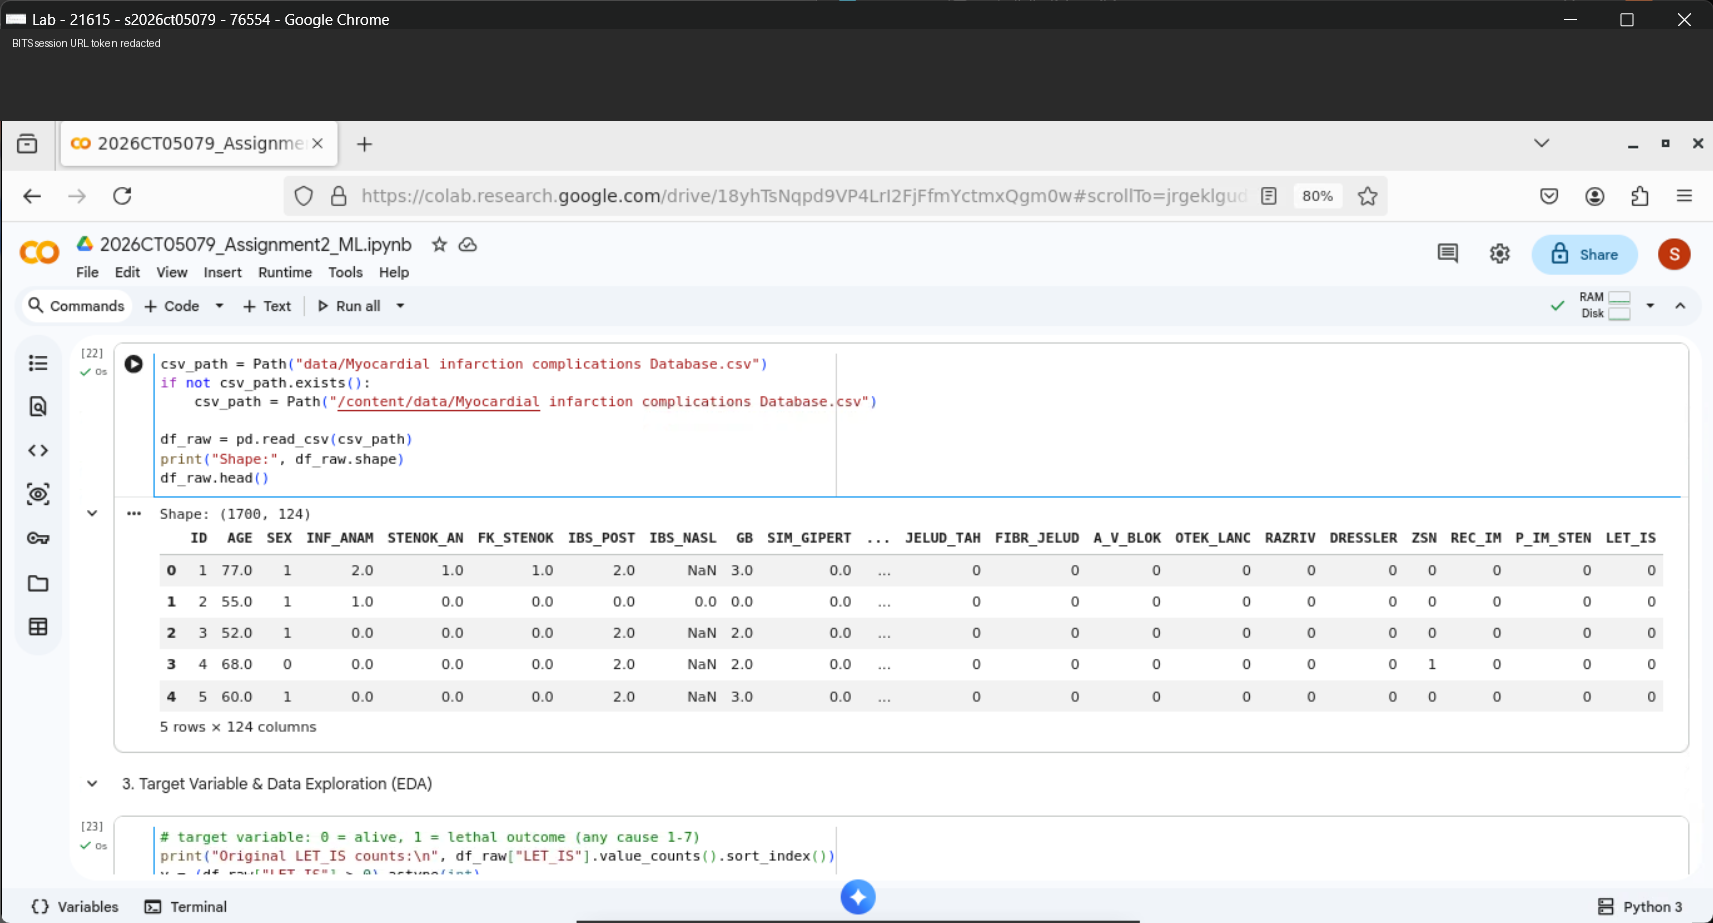 Lab - 21615 - s2026ct05079 - 76554 - Google Chrome
BITS session URL token redacted
2026CT05079_Assignme
https://colab.research.google.com/drive/18yhTsNqpd9VP4LrI2FjFfmYctmxQgm0w#scrollTo=jrgeklgud
80%
2026CT05079_Assignment2_ML.ipynb
File Edit View Insert Runtime Tools Help
Share
S
Commands + Code + Text Run all
RAM
Disk
[22]
0s
csv_path = Path("data/Myocardial infarction complications Database.csv")
if not csv_path.exists():
csv_path = Path("/content/data/Myocardial infarction complications Database.csv")
df_raw = pd.read_csv(csv_path)
print("Shape:", df_raw.shape)
df_raw.head()
Shape: (1700, 124)
ID AGE SEX INF_ANAM STENOK_AN FK_STENOK IBS_POST IBS_NASL GB SIM_GIPERT ... JELUD_TAH FIBR_JELUD A_V_BLOK OTEK_LANC RAZRIV DRESSLER ZSN REC_IM P_IM_STEN LET_IS
0 1 77.0 1 2.0 1.0 1.0 2.0 NaN 3.0 0.0 ... 0 0 0 0 0 0 0 0 0 0
1 2 55.0 1 1.0 0.0 0.0 0.0 0.0 0.0 0.0 ... 0 0 0 0 0 0 0 0 0 0
2 3 52.0 1 0.0 0.0 0.0 2.0 NaN 2.0 0.0 ... 0 0 0 0 0 0 0 0 0 0
3 4 68.0 0 0.0 0.0 0.0 2.0 NaN 2.0 0.0 ... 0 0 0 0 0 0 1 0 0 0
4 5 60.0 1 0.0 0.0 0.0 2.0 NaN 3.0 0.0 ... 0 0 0 0 0 0 0 0 0 0
5 rows × 124 columns
3. Target Variable & Data Exploration (EDA)
[23]
0s
# target variable: 0 = alive, 1 = lethal outcome (any cause 1-7)
print("Original LET_IS counts:\n", df_raw["LET_IS"].value_counts().sort_index())
y = (df_raw["LET_IS"] > 0).astype(int)
{} Variables Terminal
Python 3